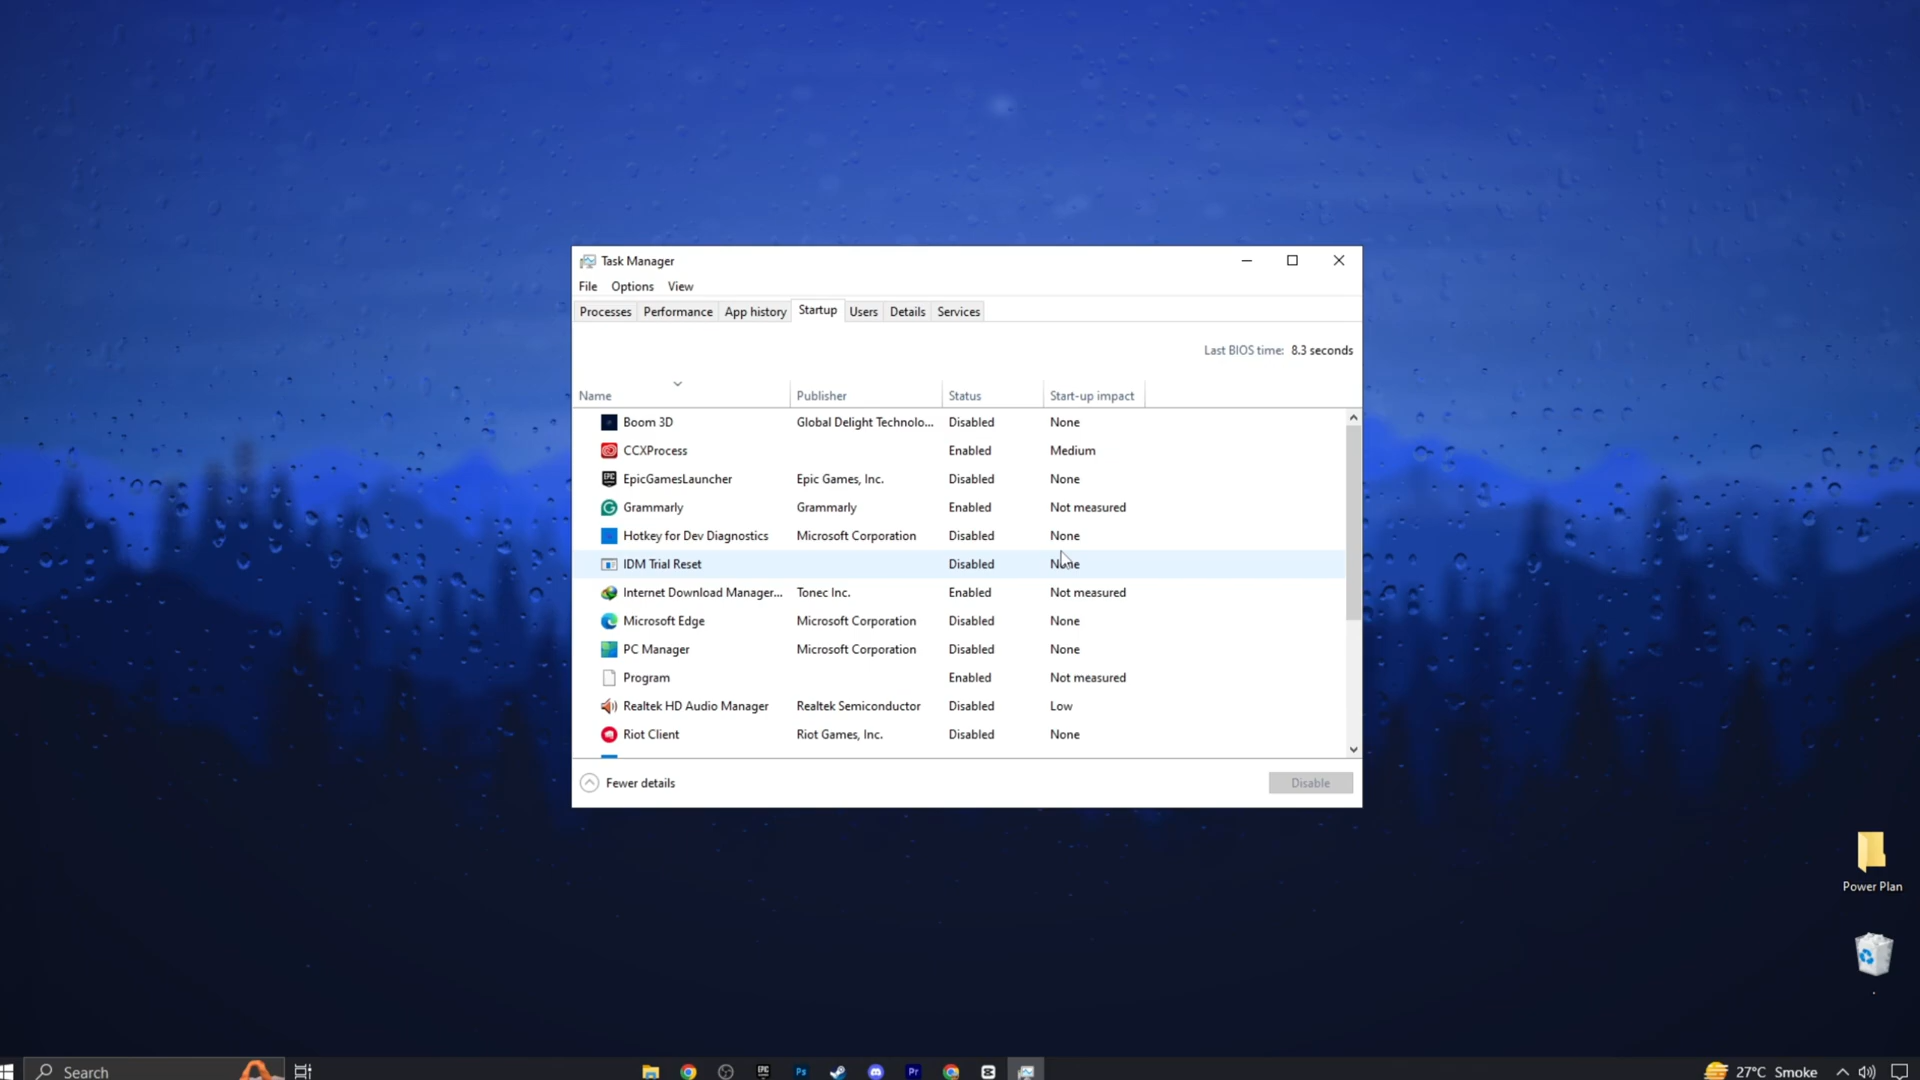 Task Manager
File Options View
Processes Performance App history Startup Users Details Services
Last BIOS time: 8.3 seconds
Name Publisher Status Start-up impact
Boom 3D Global Delight Technolo... Disabled None
CCXProcess Enabled Medium
EpicGamesLauncher Epic Games, Inc. Disabled None
Grammarly Grammarly Enabled Not measured
Hotkey for Dev Diagnostics Microsoft Corporation Disabled None
IDM Trial Reset Disabled None
Internet Download Manager... Tonec Inc. Enabled Not measured
Microsoft Edge Microsoft Corporation Disabled None
PC Manager Microsoft Corporation Disabled None
Program Enabled Not measured
Realtek HD Audio Manager Realtek Semiconductor Disabled Low
Riot Client Riot Games, Inc. Disabled None
Fewer details Disable
Power Plan
.
Search EPIC Ps Pr 27°C Smoke